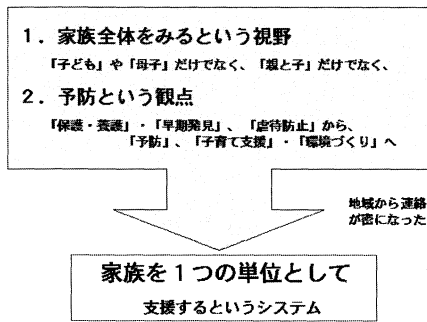 1．家族全体をみるという視野
「子ども」や「母子」だけでなく、「親と子」だけでなく、
2．予防という観点
「保護・養護」・「早期発見」、「虐待防止」から、
「予防」、「子育て支援」・「環境づくり」へ
地域から連絡
が密になった
家族を1つの単位として
支援するというシステム